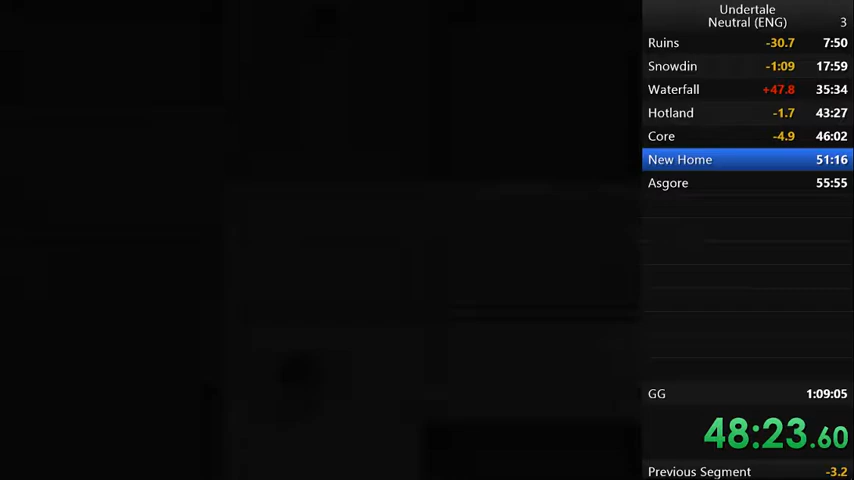 Undertale
Neutral (ENG) 3
Ruins -30.7 7:50
Snowdin -1:09 17:59
Waterfall +47.8 35:34
Hotland -1.7 43:27
Core -4.9 46:02
New Home 51:16
Asgore 55:55
GG 1:09:05
48:23.60
Previous Segment -3.2